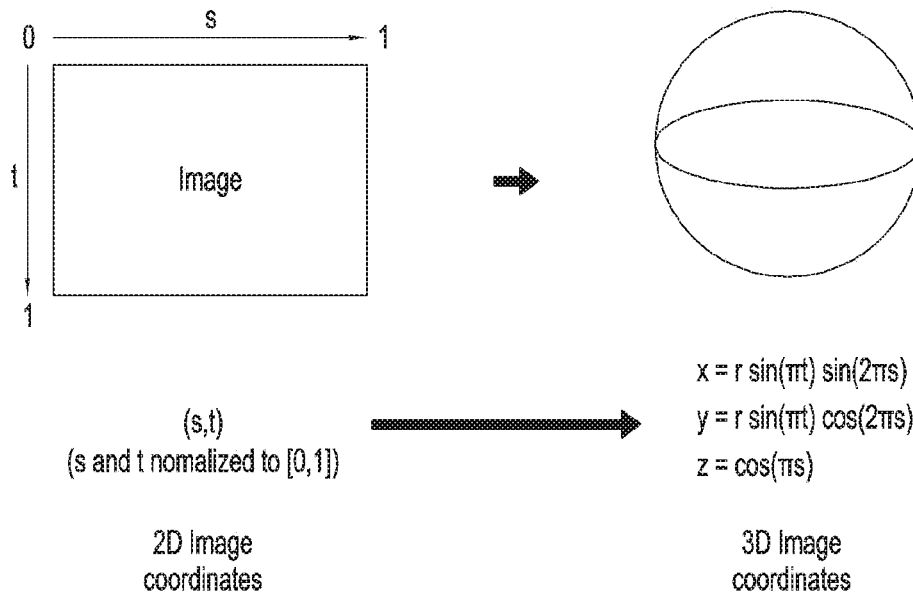 s
0
1
t
Image
1
(s,t)
(s and t nomalized to [0,1])
x = r sin(πt) sin(2πs)
y = r sin(πt) cos(2πs)
z = cos(πs)
2D Image
coordinates
3D Image
coordinates